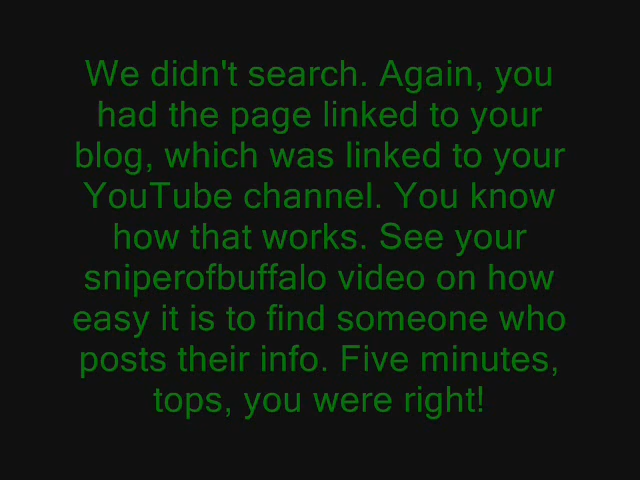 We didn't search. Again, you
had the page linked to your
blog, which was linked to your
YouTube channel. You know
how that works. See your
sniperofbuffalo video on how
easy it is to find someone who
posts their info. Five minutes,
tops, you were right!